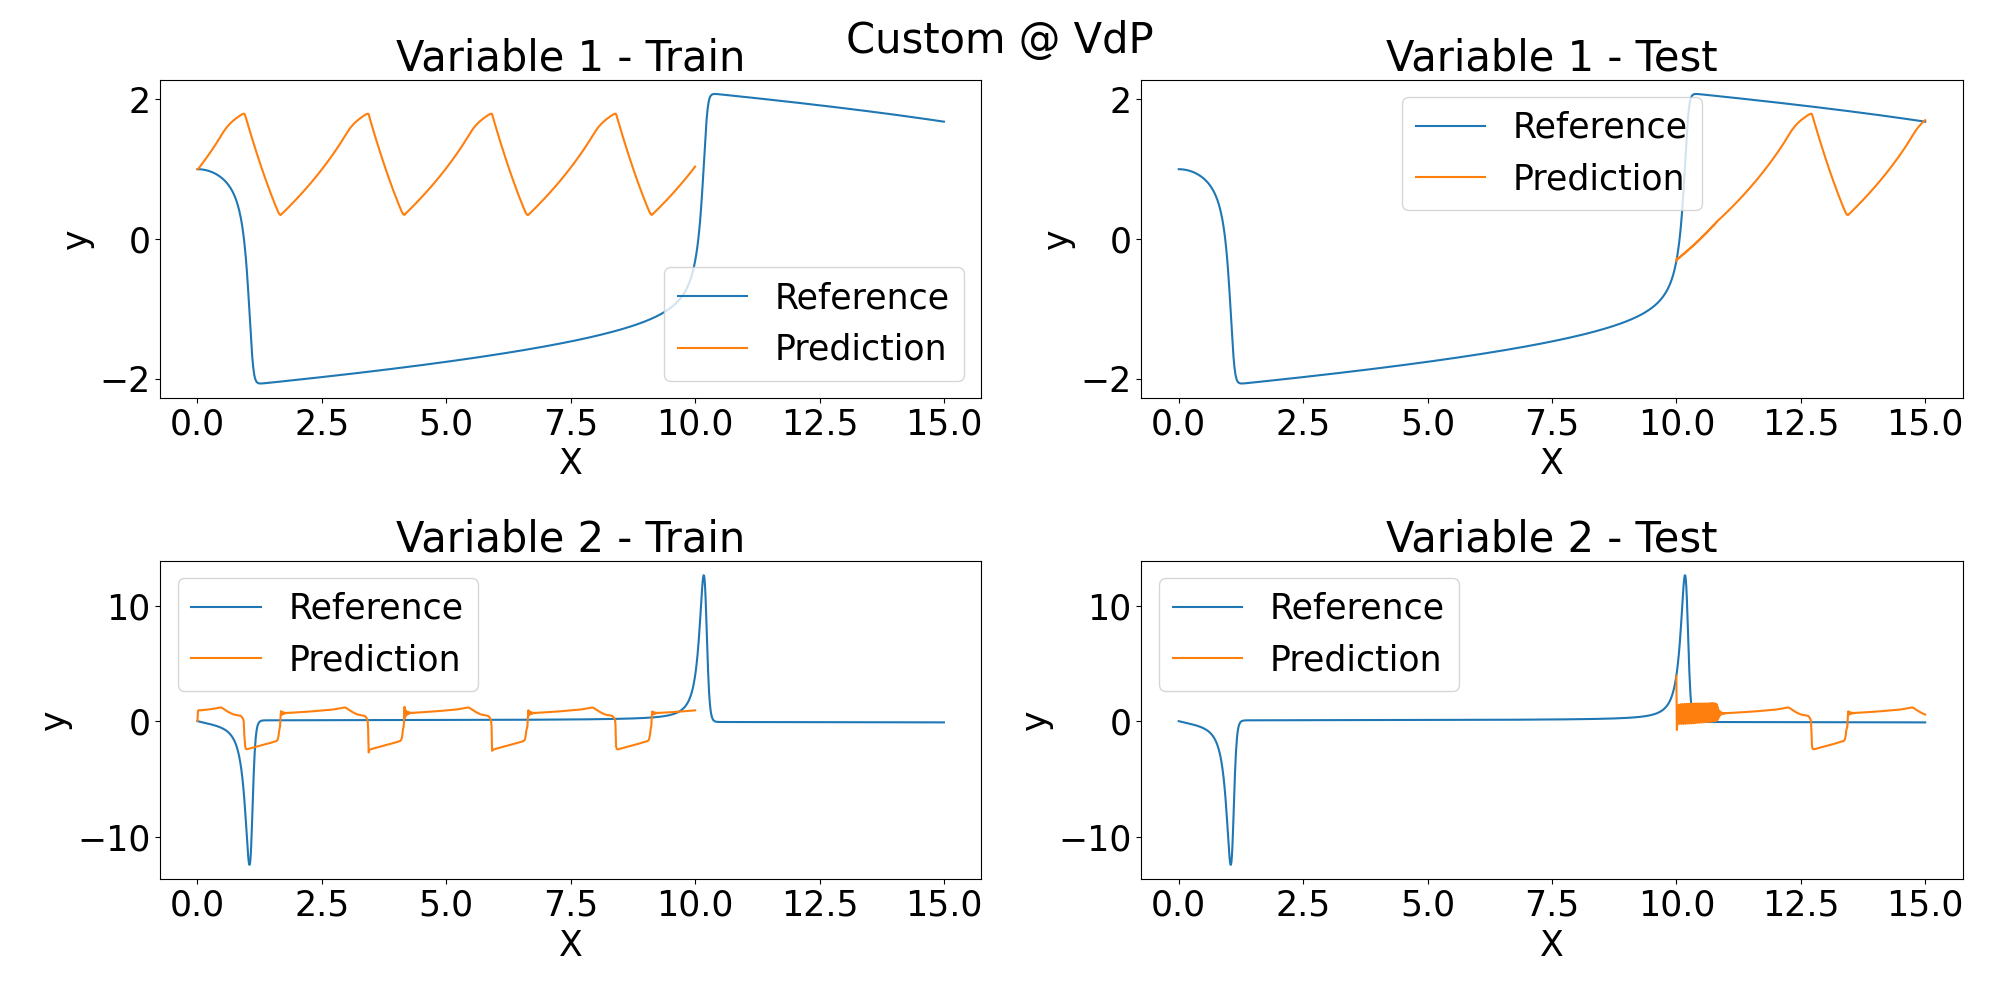 Custom @ VdP
Variable 1 - Train
2
0
−2
y
0.0 2.5 5.0 7.5 10.0 12.5 15.0
X
Reference
Prediction
Variable 1 - Test
2
0
−2
y
0.0 2.5 5.0 7.5 10.0 12.5 15.0
X
Reference
Prediction
Variable 2 - Train
10
0
−10
y
0.0 2.5 5.0 7.5 10.0 12.5 15.0
X
Reference
Prediction
Variable 2 - Test
10
0
−10
y
0.0 2.5 5.0 7.5 10.0 12.5 15.0
X
Reference
Prediction